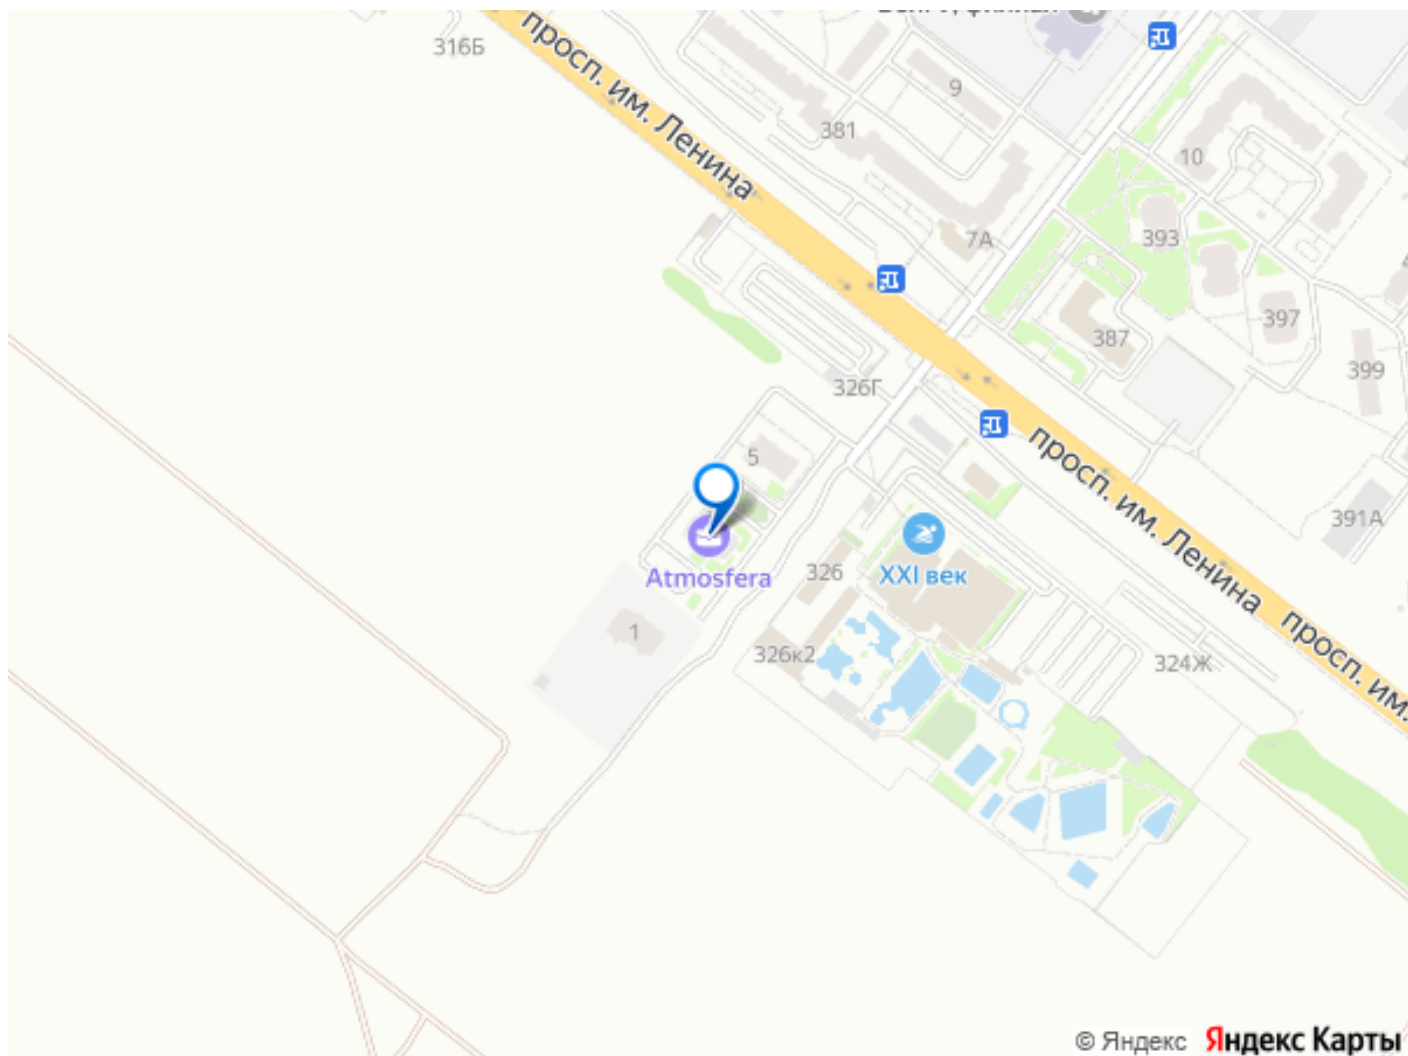 316Б
просп. им. Ленина
381
9
10
7А
393
387
397
399
326Г
5
просп. им. Ленина
391А
Atmosfera
326
XXI век
1
326к2
324Ж
просп. им.
© Яндекс
Яндекс Карты